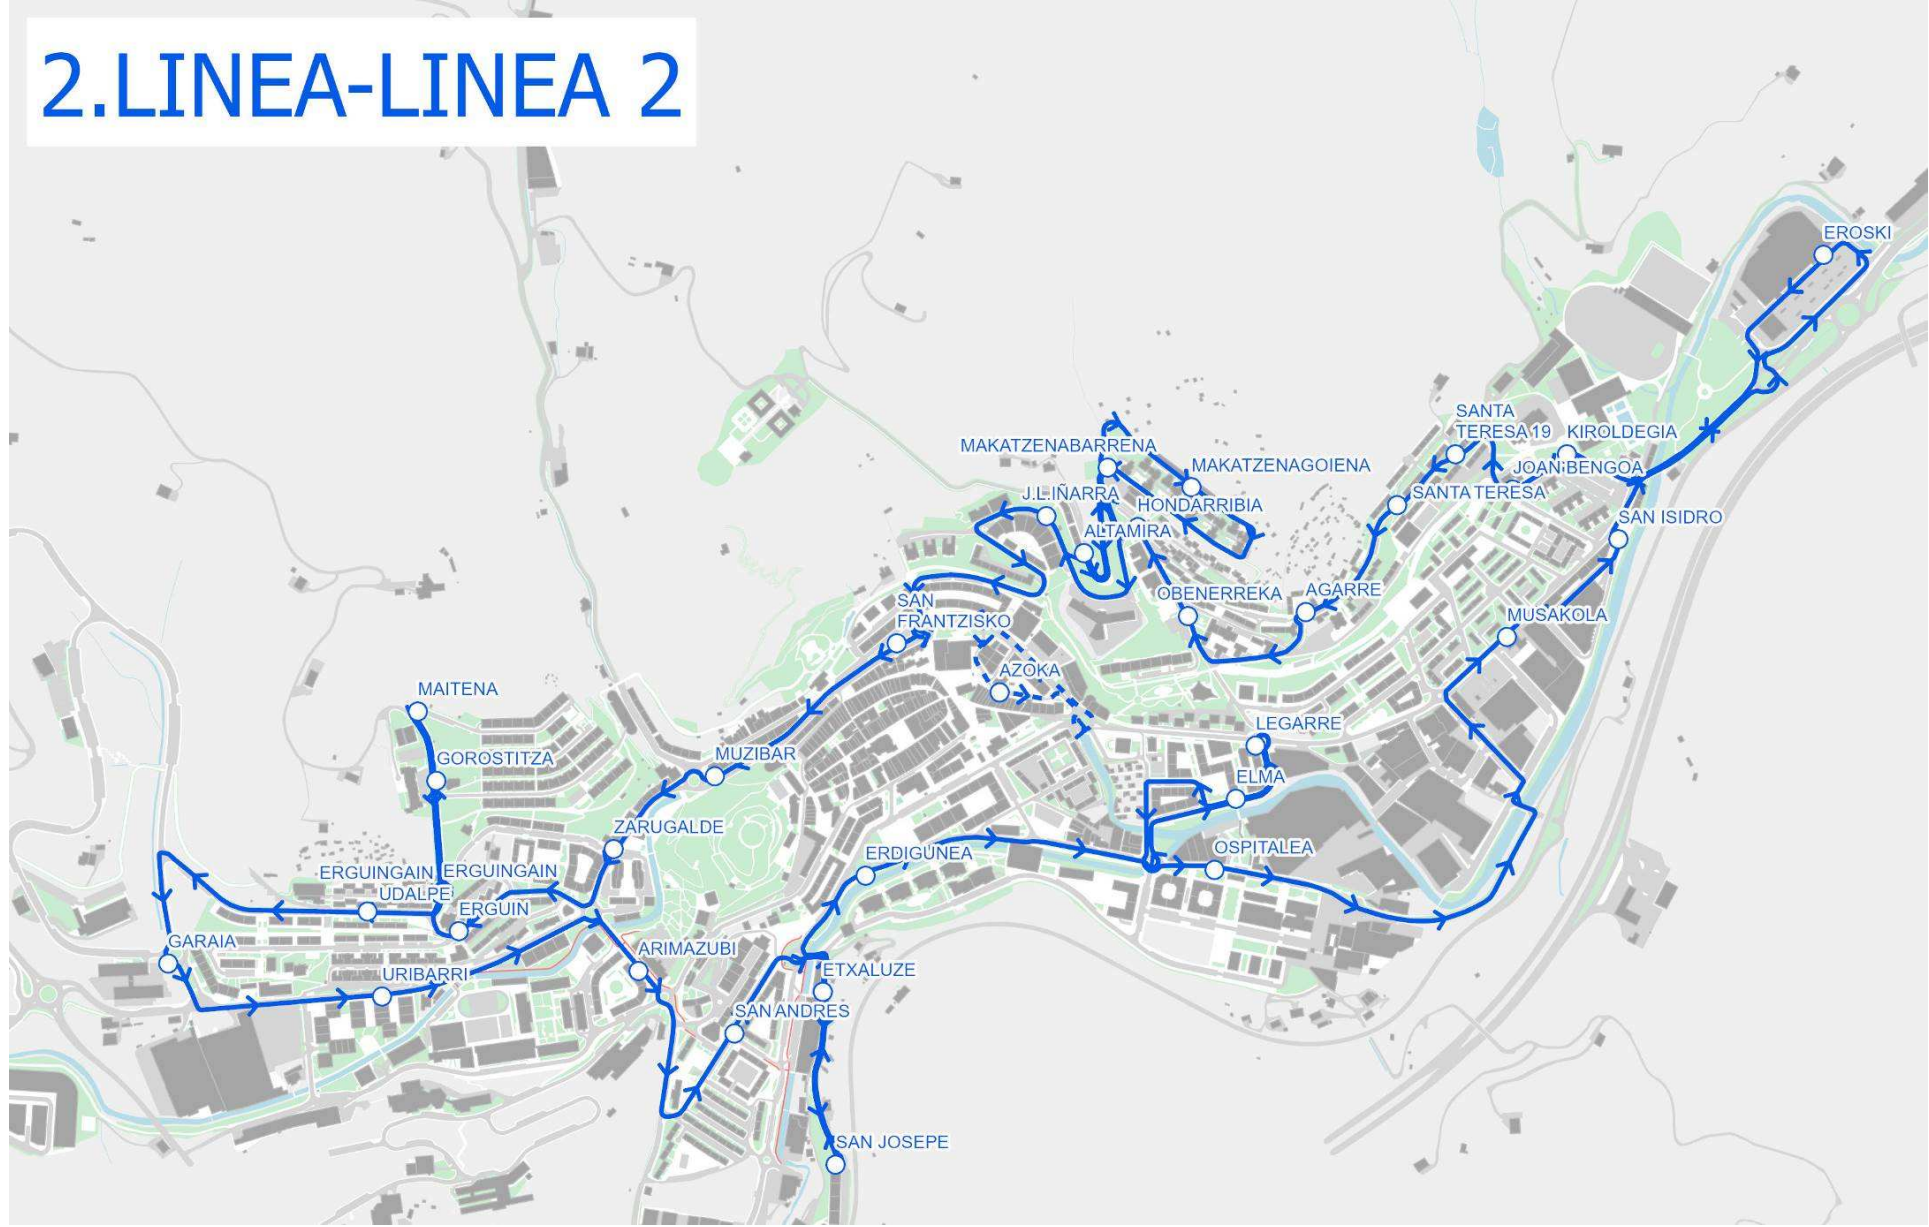 2.LINEA-LINEA 2
EROSKI
SANTA
TERESA 19
KIROLDEGIA
MAKATZENABARRENA
MAKATZENAGOIENA
JOAN BENGOA
J.L.IÑARRA
SANTA TERESA
HONDARRIBIA
SAN ISIDRO
ALTAMIRA
OBENERREKA
AGARRE
SAN
FRANTZISKO
MUSAKOLA
AZOKA
MAITENA
LEGARRE
GOROSTITZA
MUZIBAR
ELMA
ZARUGALDE
ERDIGUNEA
OSPITALEA
ERGUINGAIN
UDALPE
ERGUINGAIN
ERGUIN
GARAIA
ARIMAZUBI
URIBARRI
ETXALUZE
SAN ANDRES
SAN JOSEPE